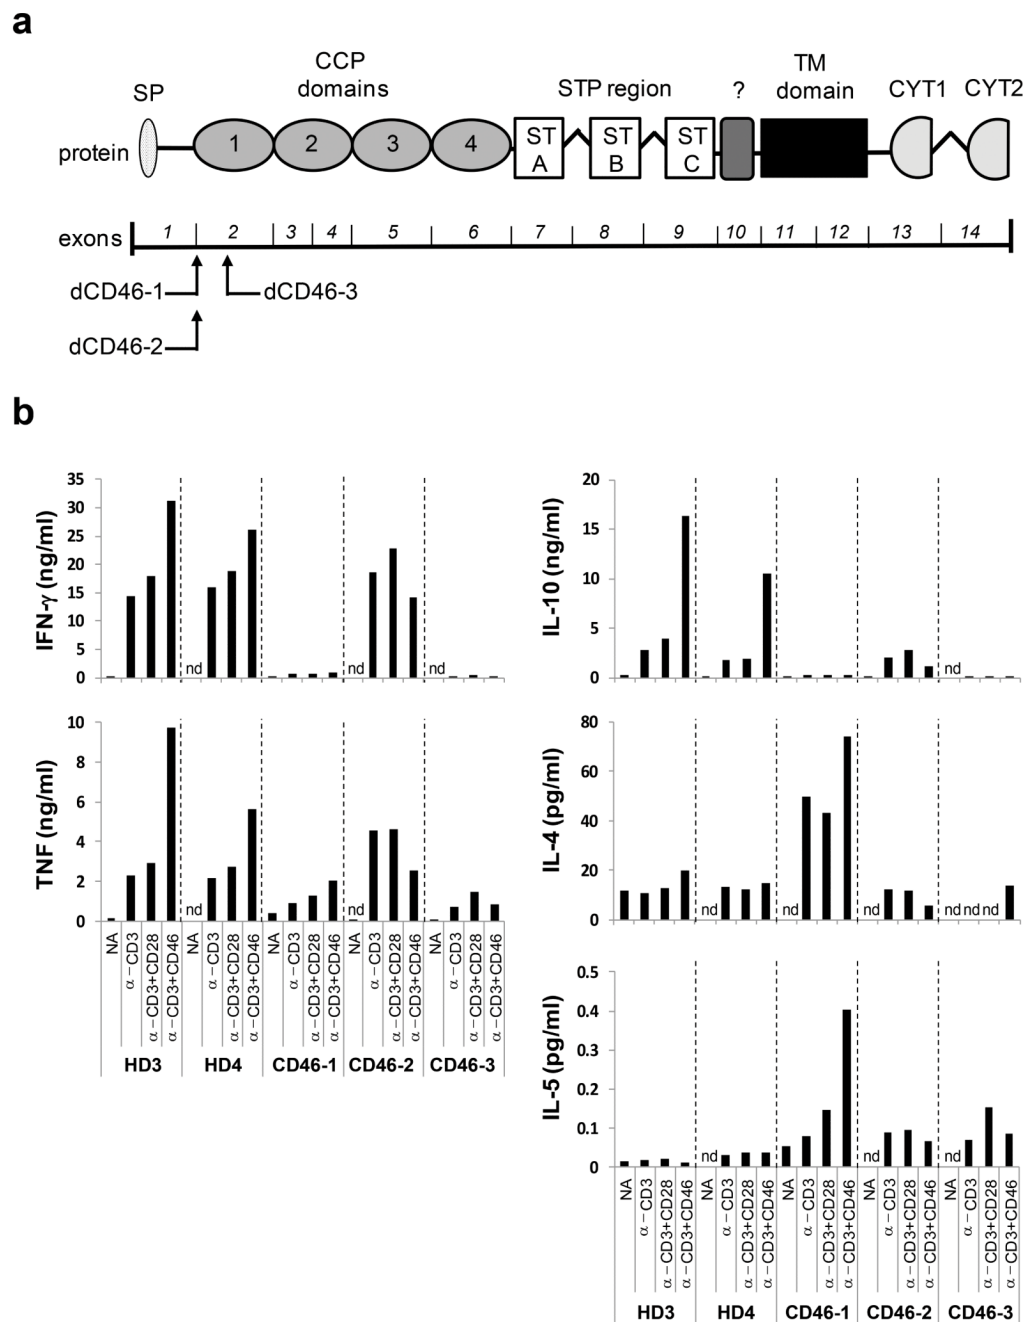 a
SP
CCP
domains
STP region
?
TM
domain
CYT1
CYT2
protein
1
2
3
4
ST
A
ST
B
ST
C
exons
1 2 3 4 5 6 7 8 9 10 11 12 13 14
dCD46-1
dCD46-3
dCD46-2
b
IFN-γ (ng/ml)
35
30
25
20
15
10
5
0
nd
nd
nd
TNF (ng/ml)
10
8
6
4
2
0
nd
nd
NA
α–CD3
α–CD3+CD28
α–CD3+CD46
NA
α–CD3
α–CD3+CD28
α–CD3+CD46
NA
α–CD3
α–CD3+CD28
α–CD3+CD46
NA
α–CD3
α–CD3+CD28
α–CD3+CD46
NA
α–CD3
α–CD3+CD28
α–CD3+CD46
HD3 HD4 CD46-1 CD46-2 CD46-3
IL-10 (ng/ml)
20
15
10
5
0
nd
IL-4 (pg/ml)
80
60
40
20
0
nd
nd
nd
nd nd nd
IL-5 (pg/ml)
0.5
0.4
0.3
0.2
0.1
0
nd
nd
nd
NA
α–CD3
α–CD3+CD28
α–CD3+CD46
NA
α–CD3
α–CD3+CD28
α–CD3+CD46
NA
α–CD3
α–CD3+CD28
α–CD3+CD46
NA
α–CD3
α–CD3+CD28
α–CD3+CD46
NA
α–CD3
α–CD3+CD28
α–CD3+CD46
HD3 HD4 CD46-1 CD46-2 CD46-3